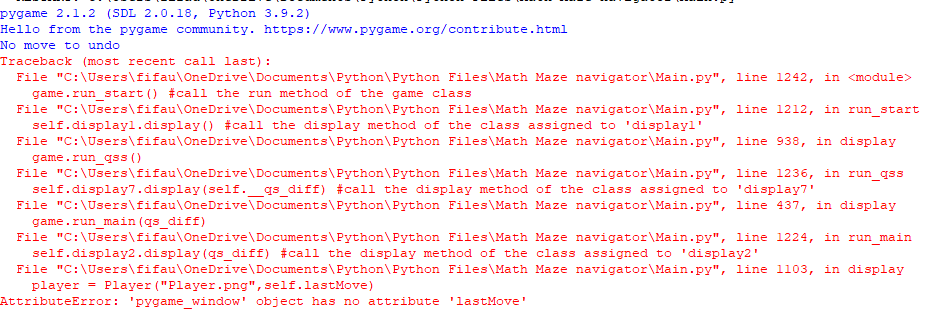 pygame 2.1.2 (SDL 2.0.18, Python 3.9.2)
Hello from the pygame community. https://www.pygame.org/contribute.html
No move to undo
Traceback (most recent call last):
  File "C:\Users\fifau\OneDrive\Documents\Python\Python Files\Math Maze navigator\Main.py", line 1242, in <module>
    game.run_start() #call the run method of the game class
  File "C:\Users\fifau\OneDrive\Documents\Python\Python Files\Math Maze navigator\Main.py", line 1212, in run_start
    self.display1.display() #call the display method of the class assigned to 'display1'
  File "C:\Users\fifau\OneDrive\Documents\Python\Python Files\Math Maze navigator\Main.py", line 938, in display
    game.run_qss()
  File "C:\Users\fifau\OneDrive\Documents\Python\Python Files\Math Maze navigator\Main.py", line 1236, in run_qss
    self.display7.display(self.__qs_diff) #call the display method of the class assigned to 'display7'
  File "C:\Users\fifau\OneDrive\Documents\Python\Python Files\Math Maze navigator\Main.py", line 437, in display
    game.run_main(qs_diff)
  File "C:\Users\fifau\OneDrive\Documents\Python\Python Files\Math Maze navigator\Main.py", line 1224, in run_main
    self.display2.display(qs_diff) #call the display method of the class assigned to 'display2'
  File "C:\Users\fifau\OneDrive\Documents\Python\Python Files\Math Maze navigator\Main.py", line 1103, in display
    player = Player("Player.png",self.lastMove)
AttributeError: 'pygame_window' object has no attribute 'lastMove'